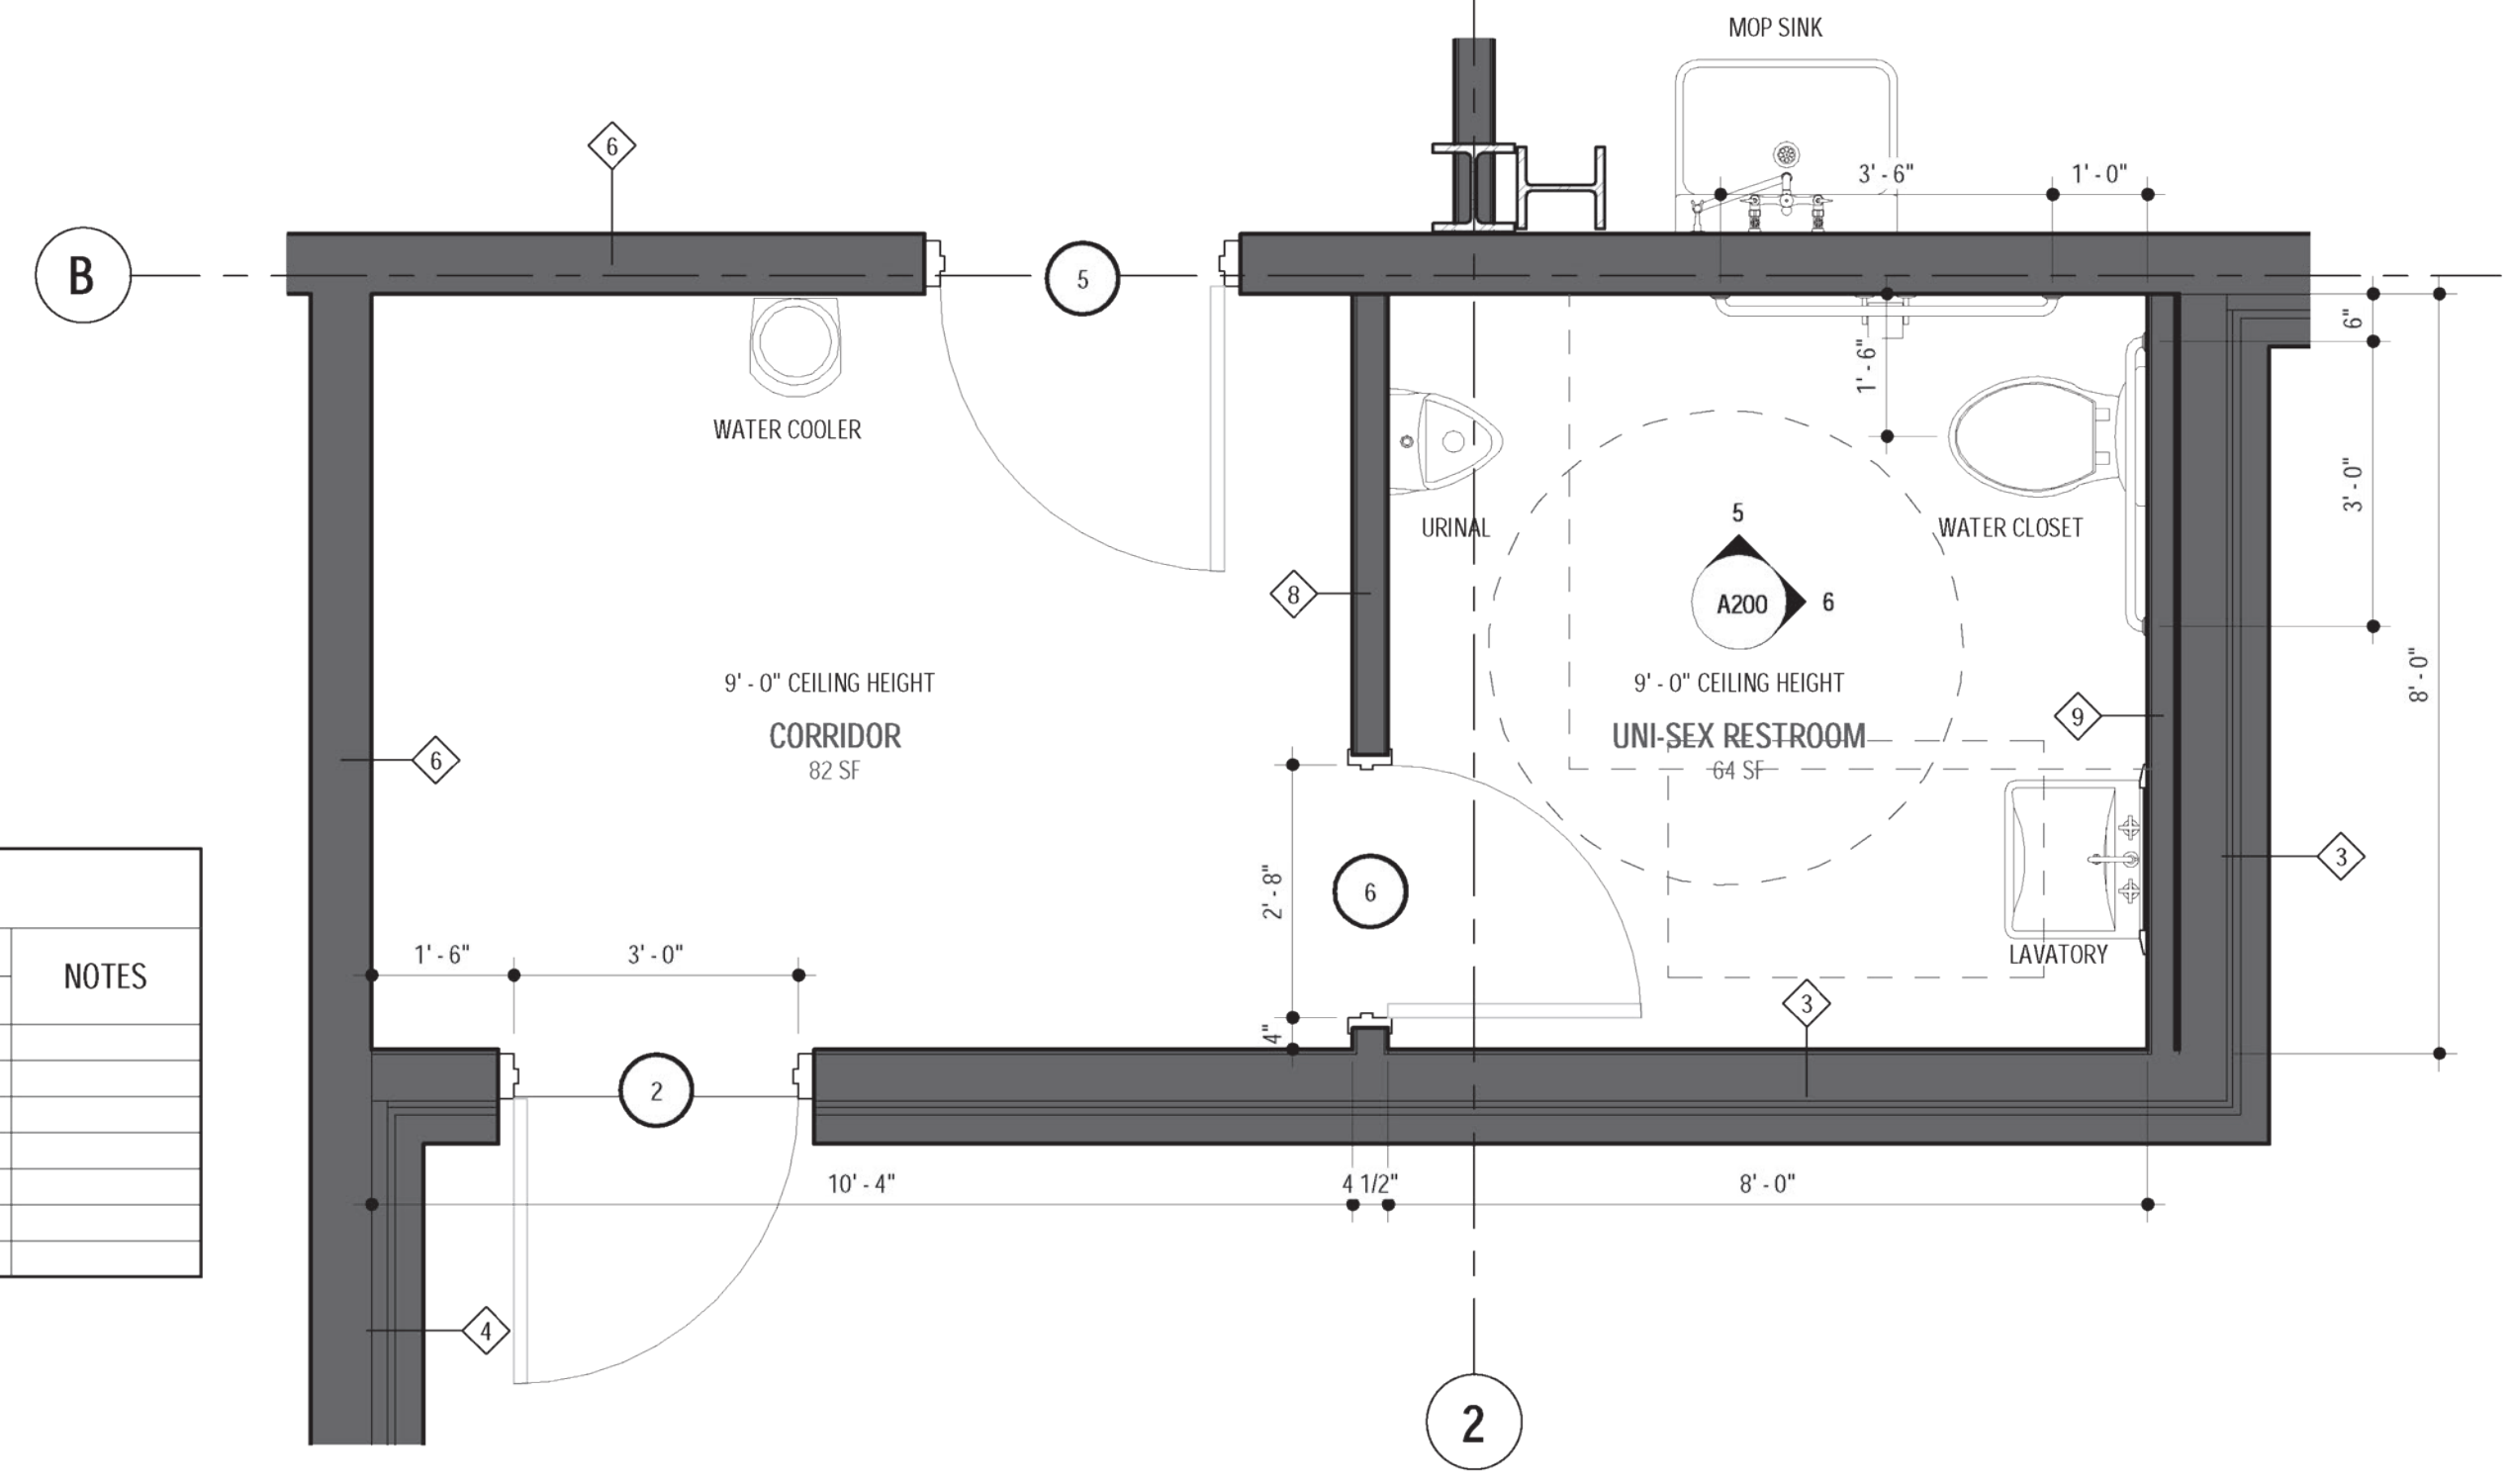 MOP SINK
6
3' - 6"
1' - 0"
B
5
6"
1' - 6"
WATER COOLER
3' - 0"
5
URINAL
WATER CLOSET
8
A200
6
8' - 0"
9' - 0" CEILING HEIGHT
9' - 0" CEILING HEIGHT
9
CORRIDOR
UNI-SEX RESTROOM
6
82 SF
64 SF
3
2' - 8"
6
1' - 6"
3' - 0"
LAVATORY
NOTES
3
4"
2
10' - 4"
4 1/2"
8' - 0"
4
2